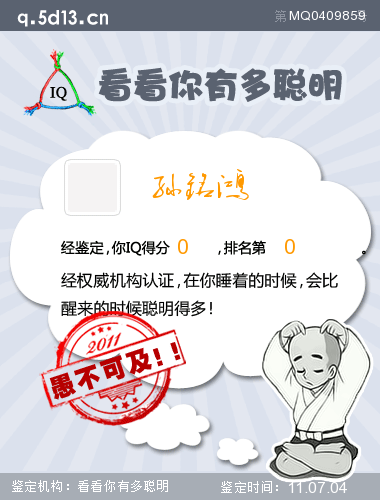 q.5d13.cn
第MQ0409859
IQ
看看你有多聪明
孙铭鸿
经鉴定,你IQ得分 0 ,排名第 0 。
经权威机构认证,在你睡着的时候,会比
醒来的时候聪明得多!
2011
愚不可及!!
鉴定机构：看看你有多聪明
鉴定时间：11.07.04